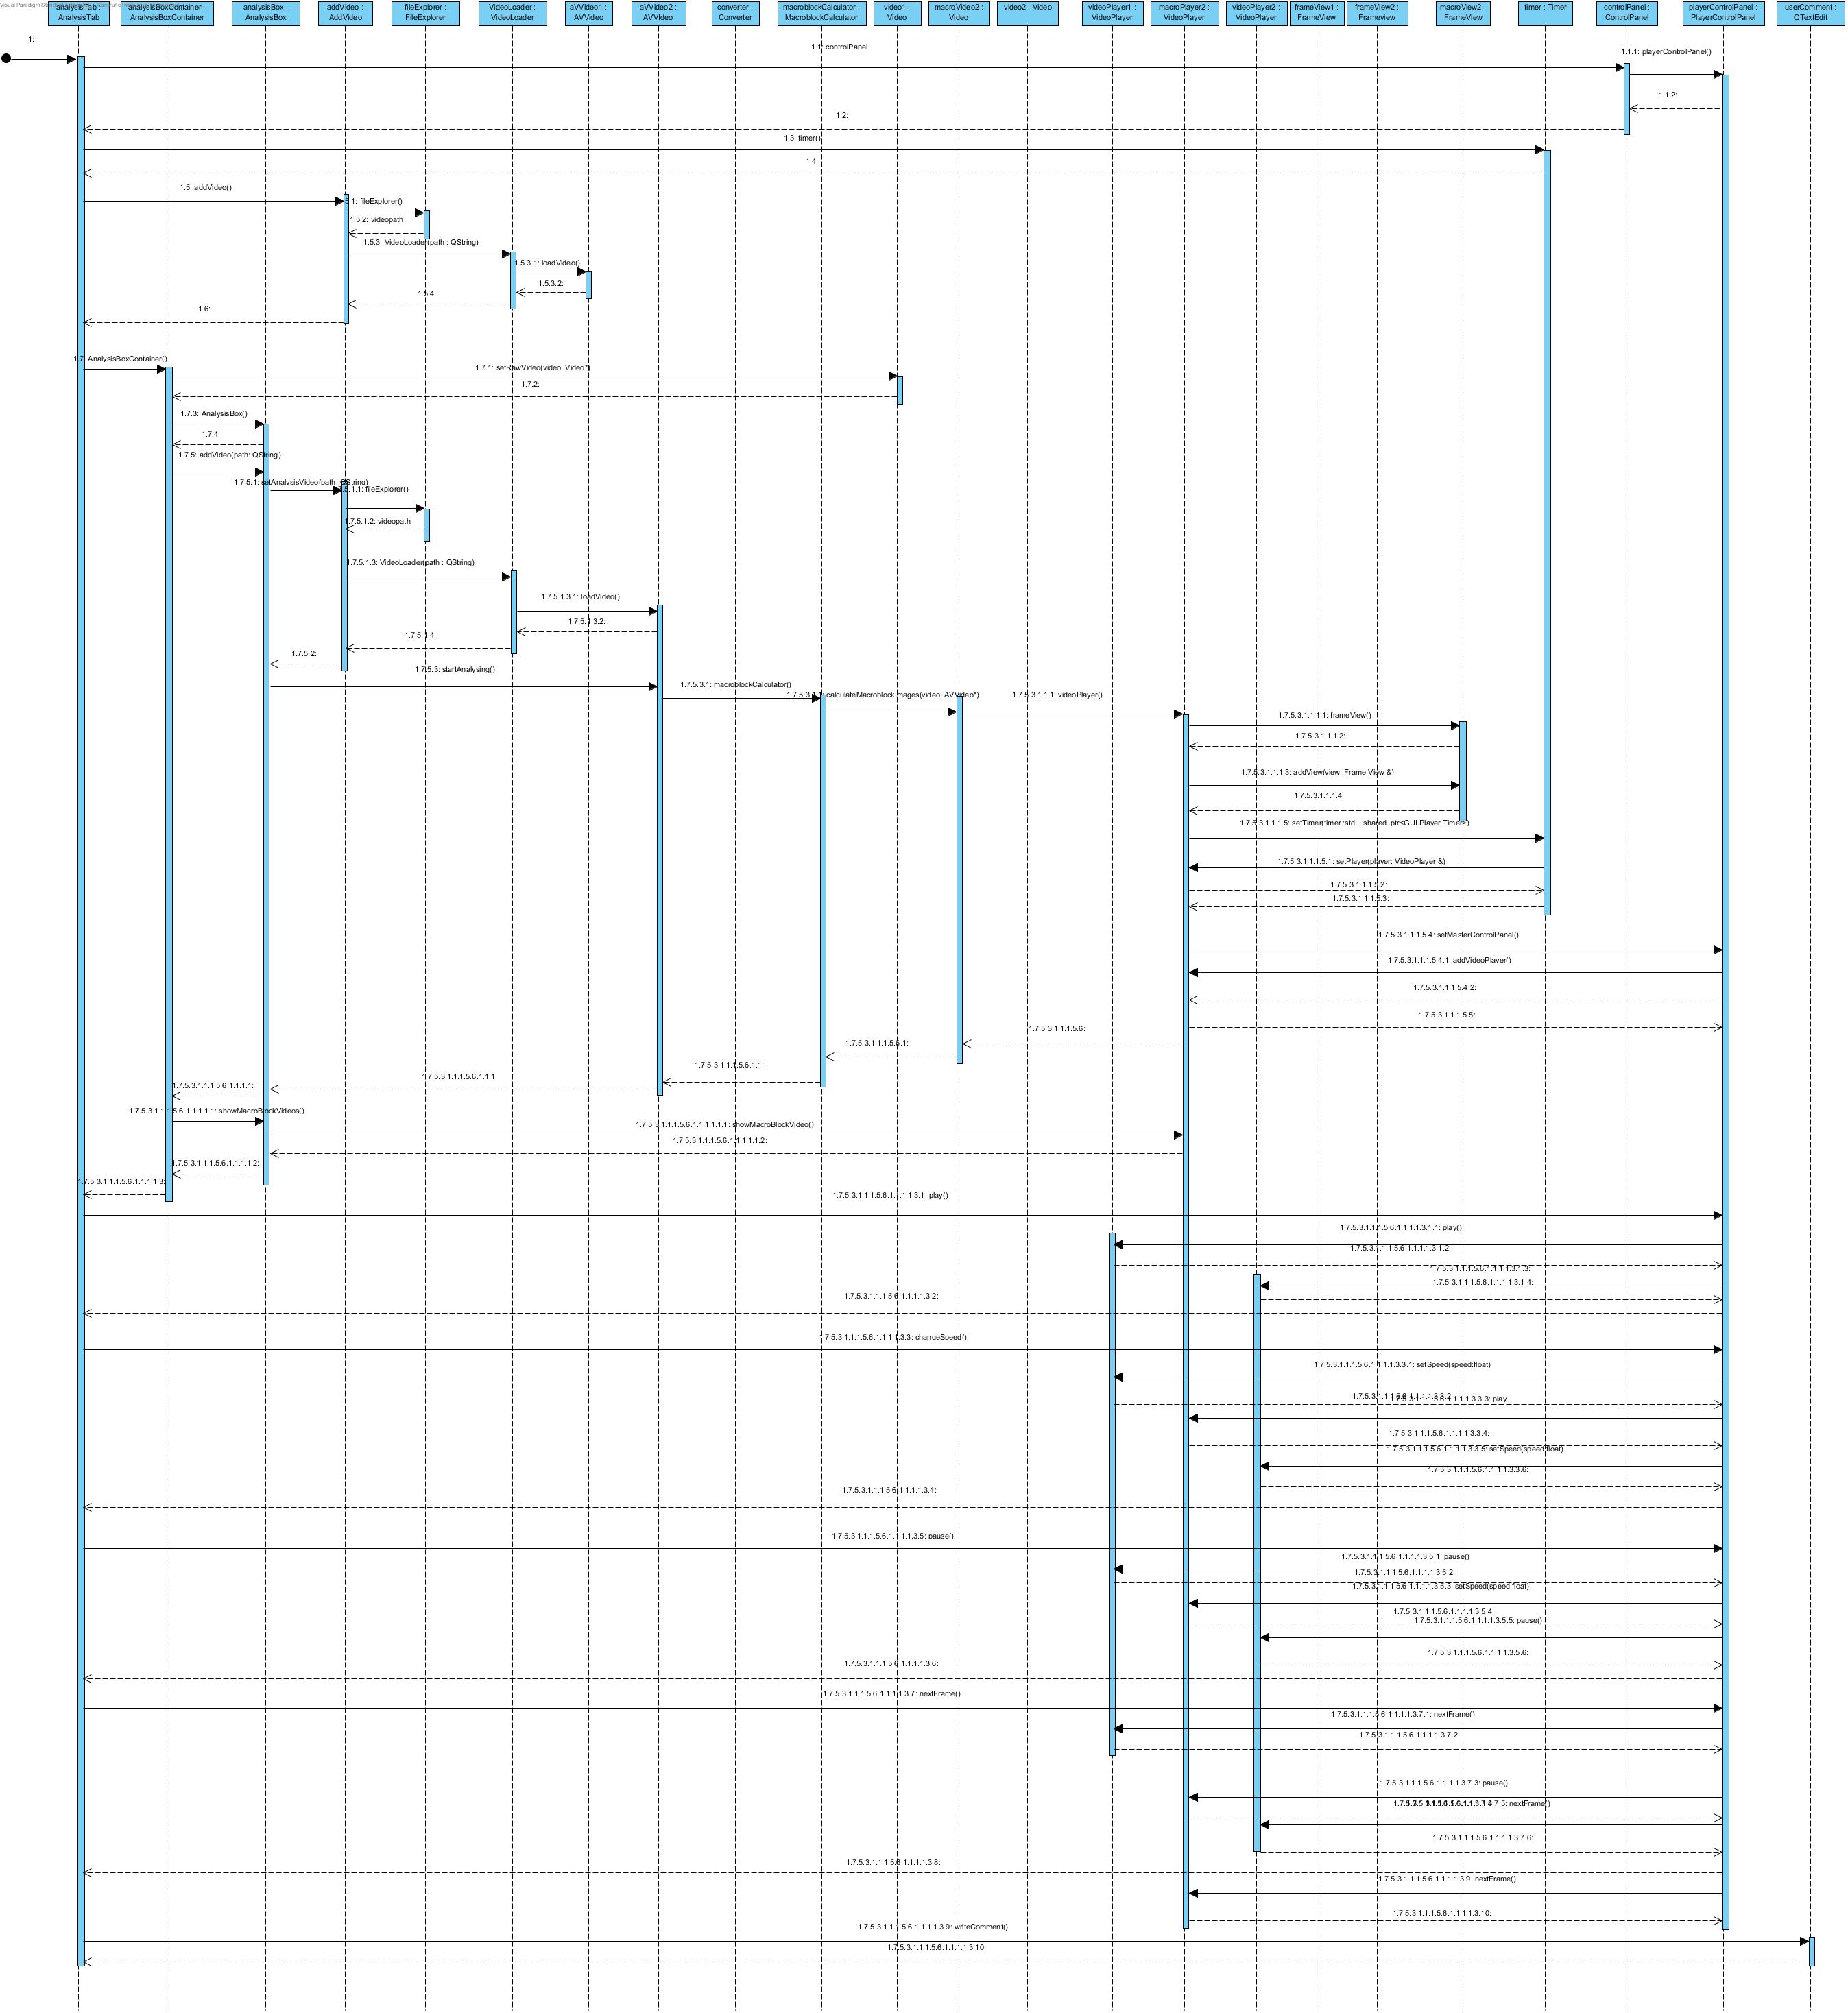 analysisTab :
AnalysisTab
analysisBoxContainer :
AnalysisBoxContainer
analysisBox :
AnalysisBox
addVideo :
AddVideo
fileExplorer :
FileExplorer
VideoLoader :
VideoLoader
aVVideo1 :
AVVideo
aVVideo2 :
AVVIdeo
converter :
Converter
macroblockCalculator :
MacroblockCalculator
video1 :
Video
macroVideo2 :
Video
video2 : Video
videoPlayer1 :
VideoPlayer
macroPlayer2 :
VideoPlayer
videoPlayer2 :
VideoPlayer
frameView1 :
FrameView
frameView2 :
Frameview
macroView2 :
FrameView
timer : Timer
controlPanel :
ControlPanel
playerControlPanel :
PlayerControlPanel
userComment :
QTextEdit
1:
1.1: controlPanel
1.1.1: playerControlPanel()
1.1.2:
1.2:
1.3: timer()
1.4:
1.5: addVideo()
5.1: fileExplorer()
1.5.2: videopath
1.5.3: VideoLoader(path : QString)
1.5.3.1: loadVideo()
1.5.3.2:
1.5.4:
1.6:
1.7: AnalysisBoxContainer()
1.7.1: setRawVideo(video: Video*)
1.7.2:
1.7.3: AnalysisBox()
1.7.4:
1.7.5: addVideo(path: QString)
1.7.5.1: setAnalysisVideo(path: QString)
5.1.1: fileExplorer()
1.7.5.1.2: videopath
1.7.5.1.3: VideoLoader(path : QString)
1.7.5.1.3.1: loadVideo()
1.7.5.1.3.2:
1.7.5.1.4:
1.7.5.2:
1.7.5.3: startAnalysing()
1.7.5.3.1: macroblockCalculator()
1.7.5.3.1.1: calculateMacroblockImages(video: AVVideo*)
1.7.5.3.1.1.1: videoPlayer()
1.7.5.3.1.1.1.1: frameView()
1.7.5.3.1.1.1.2:
1.7.5.3.1.1.1.3: addView(view: Frame View &)
1.7.5.3.1.1.1.4:
1.7.5.3.1.1.1.5: setTimer(timer :std: : shared_ptr<GUI.Player.Timer>)
1.7.5.3.1.1.1.5.1: setPlayer(player: VideoPlayer &)
1.7.5.3.1.1.1.5.2:
1.7.5.3.1.1.1.5.3:
1.7.5.3.1.1.1.5.4: setMasterControlPanel()
1.7.5.3.1.1.1.5.4.1: addVideoPlayer()
1.7.5.3.1.1.1.5.4.2:
1.7.5.3.1.1.1.5.5:
1.7.5.3.1.1.1.5.6:
1.7.5.3.1.1.1.5.6.1:
1.7.5.3.1.1.1.5.6.1.1:
1.7.5.3.1.1.1.5.6.1.1.1:
1.7.5.3.1.1.1.5.6.1.1.1.1:
1.7.5.3.1.1.1.5.6.1.1.1.1.1: showMacroBlockVideos()
1.7.5.3.1.1.1.5.6.1.1.1.1.1.1: showMacroBlockVideo()
1.7.5.3.1.1.1.5.6.1.1.1.1.1.2:
1.7.5.3.1.1.1.5.6.1.1.1.1.2:
1.7.5.3.1.1.1.5.6.1.1.1.1.3:
1.7.5.3.1.1.1.5.6.1.1.1.1.3.1: play()
1.7.5.3.1.1.1.5.6.1.1.1.1.3.1.1: play()
1.7.5.3.1.1.1.5.6.1.1.1.1.3.1.2:
1.7.5.3.1.1.1.5.6.1.1.1.1.3.1.3:
1.7.5.3.1.1.1.5.6.1.1.1.1.3.1.4:
1.7.5.3.1.1.1.5.6.1.1.1.1.3.2:
1.7.5.3.1.1.1.5.6.1.1.1.1.3.3: changeSpeed()
1.7.5.3.1.1.1.5.6.1.1.1.1.3.3.1: setSpeed(speed:float)
1.7.5.3.1.1.1.5.6.1.1.1.1.3.3.2:
1.7.5.3.1.1.1.5.6.1.1.1.1.3.3.3: play
1.7.5.3.1.1.1.5.6.1.1.1.1.3.3.4:
1.7.5.3.1.1.1.5.6.1.1.1.1.3.3.5: setSpeed(speed:float)
1.7.5.3.1.1.1.5.6.1.1.1.1.3.3.6:
1.7.5.3.1.1.1.5.6.1.1.1.1.3.4:
1.7.5.3.1.1.1.5.6.1.1.1.1.3.5: pause()
1.7.5.3.1.1.1.5.6.1.1.1.1.3.5.1: pause()
1.7.5.3.1.1.1.5.6.1.1.1.1.3.5.2:
1.7.5.3.1.1.1.5.6.1.1.1.1.3.5.3: setSpeed(speed:float)
1.7.5.3.1.1.1.5.6.1.1.1.1.3.5.4:
1.7.5.3.1.1.1.5.6.1.1.1.1.3.5.5: pause()
1.7.5.3.1.1.1.5.6.1.1.1.1.3.5.6:
1.7.5.3.1.1.1.5.6.1.1.1.1.3.6:
1.7.5.3.1.1.1.5.6.1.1.1.1.3.7: nextFrame()
1.7.5.3.1.1.1.5.6.1.1.1.1.3.7.1: nextFrame()
1.7.5.3.1.1.1.5.6.1.1.1.1.3.7.2:
1.7.5.3.1.1.1.5.6.1.1.1.1.3.7.3: pause()
nextFrame()
1.7.5.3.1.1.1.5.6.1.1.1.1.3.7.6:
1.7.5.3.1.1.1.5.6.1.1.1.1.3.8:
1.7.5.3.1.1.1.5.6.1.1.1.1.3.9: nextFrame()
1.7.5.3.1.1.1.5.6.1.1.1.1.3.10:
1.7.5.3.1.1.1.5.6.1.1.1.1.3.9: writeComment()
1.7.5.3.1.1.1.5.6.1.1.1.1.3.10: